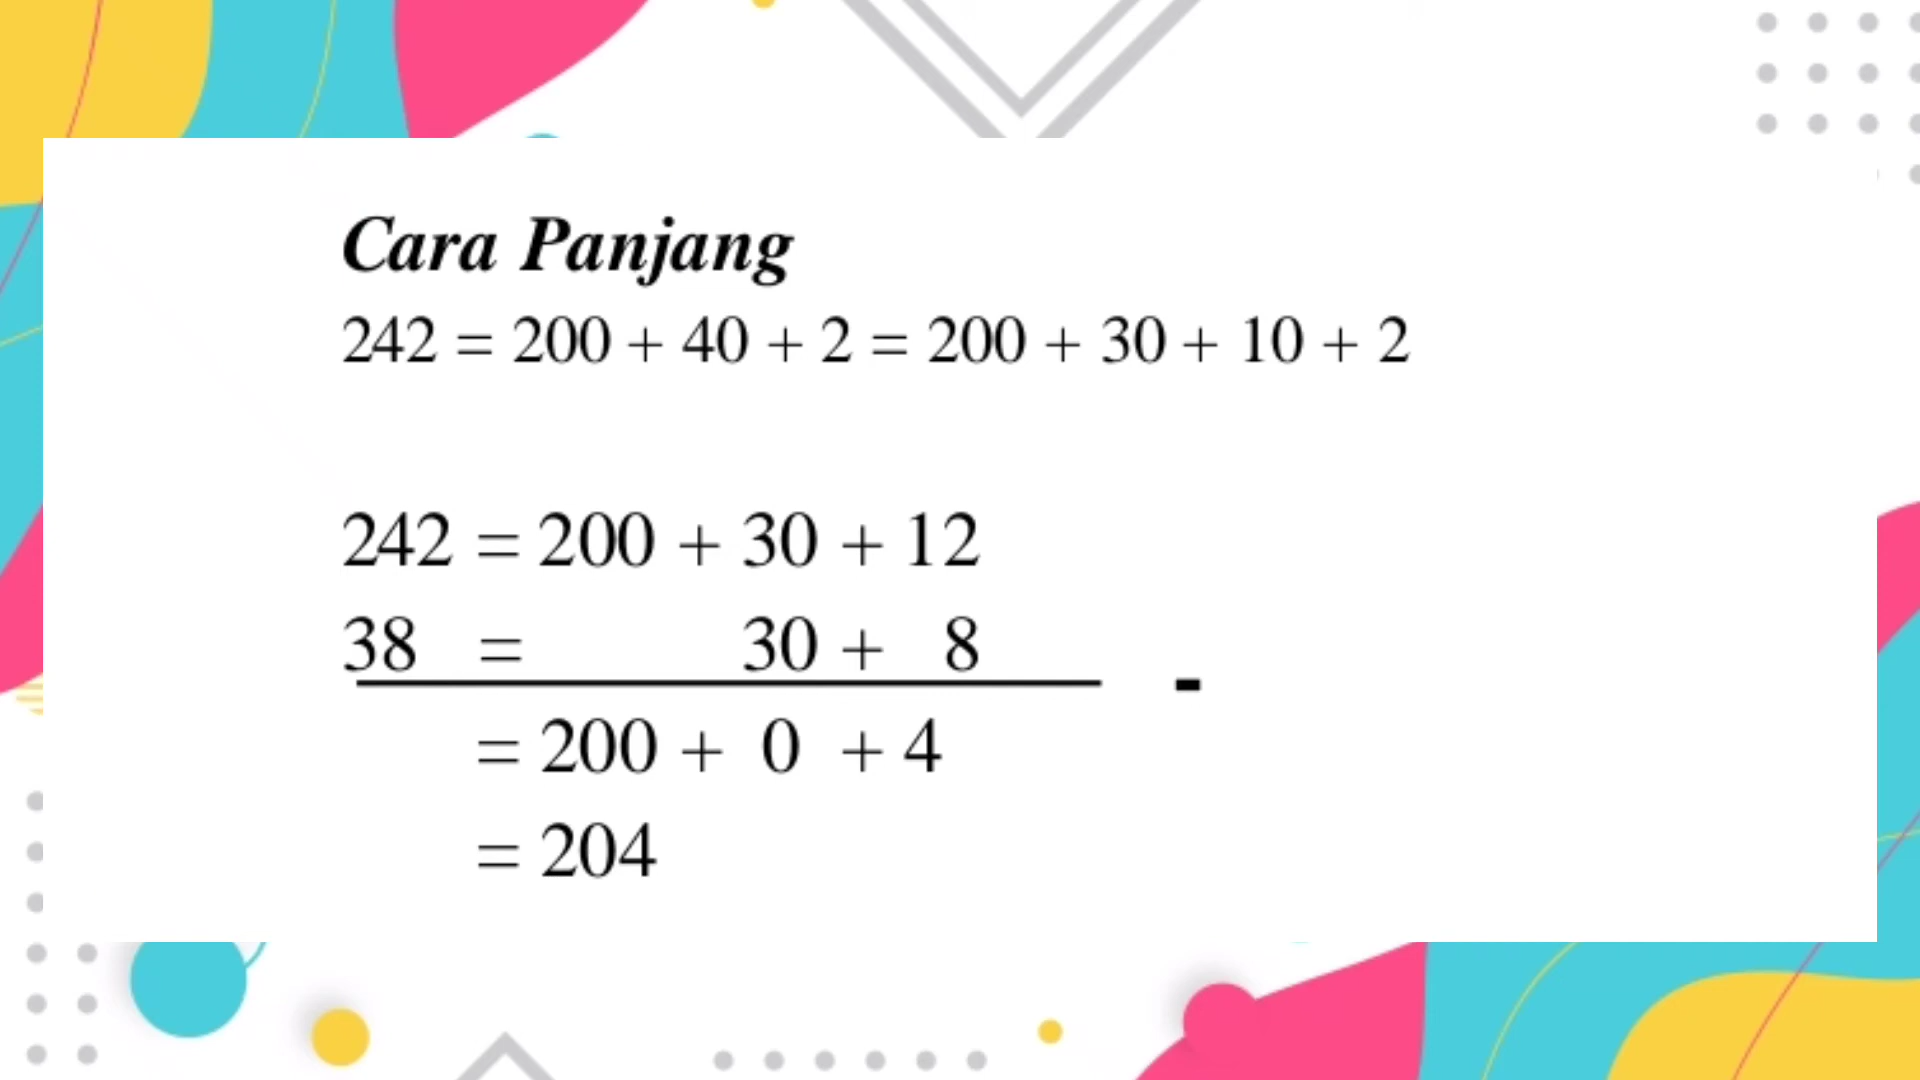 Cara Panjang
242 = 200 + 40 + 2 = 200 + 30 + 10 + 2
242 = 200 + 30 + 12
38 = 30 + 8
-
= 200 + 0 + 4
= 204